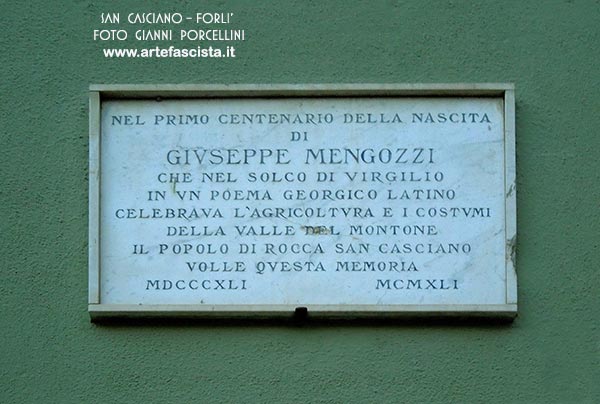 SAN CASCIANO – FORLI'
FOTO GIANNI PORCELLINI
www.artefascista.it
NEL PRIMO CENTENARIO DELLA NASCITA
DI
GIVSEPPE MENGOZZI
CHE NEL SOLCO DI VIRGILIO
IN VN POEMA GEORGICO LATINO
CELEBRAVA L'AGRICOLTVRA E I COSTVMI
DELLA VALLE DEL MONTONE
IL POPOLO DI ROCCA SAN CASCIANO
VOLLE QVESTA MEMORIA
MDCCCXLI MCMXLI